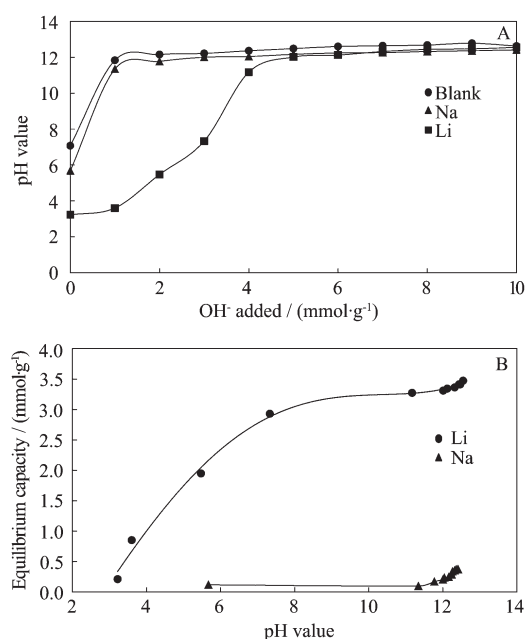 A
14
12
10
8
6
4
2
0
pH value
Blank
Na
Li
0 2 4 6 8 10
OH- added / (mmol·g-1)
B
4.0
3.5
3.0
2.5
2.0
1.5
1.0
0.5
0.0
Equilibrium capacity / (mmol·g-1)
Li
Na
2 4 6 8 10 12 14
pH value